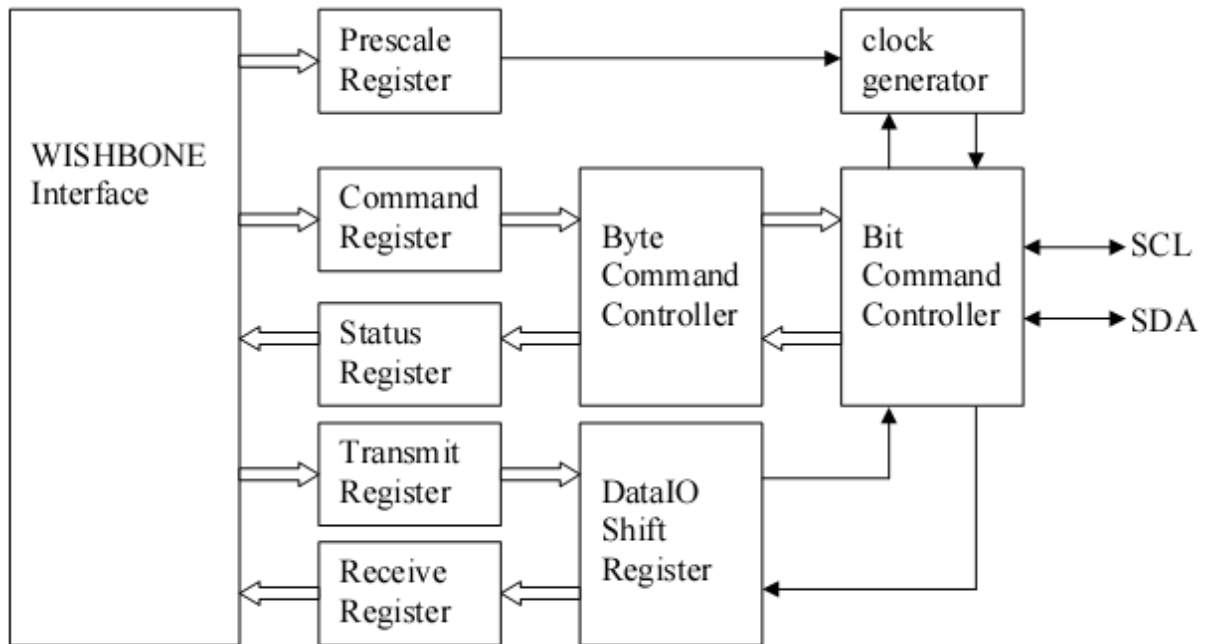 Prescale
Register
clock
generator
WISHBONE
Interface
Command
Register
Byte
Command
Controller
Bit
Command
Controller
SCL
SDA
Status
Register
Transmit
Register
DataIO
Shift
Register
Receive
Register